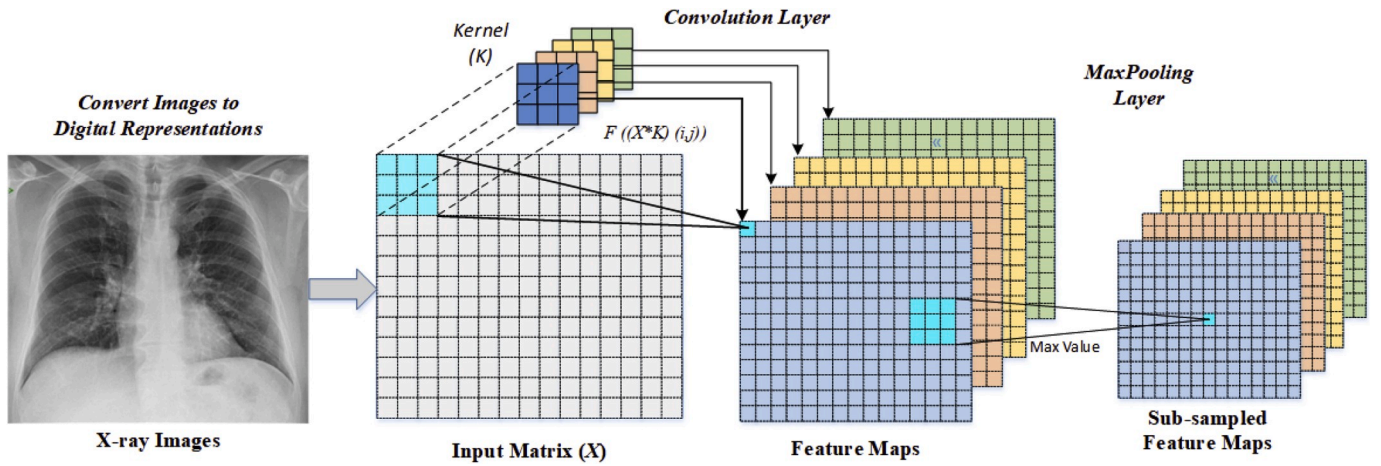 Convolution Layer
Kernel
(K)
MaxPooling
Layer
Convert Images to
Digital Representations
F ((X*K) (i,j))
«
«
Max Value
X-ray Images
Input Matrix (X)
Feature Maps
Sub-sampled
Feature Maps